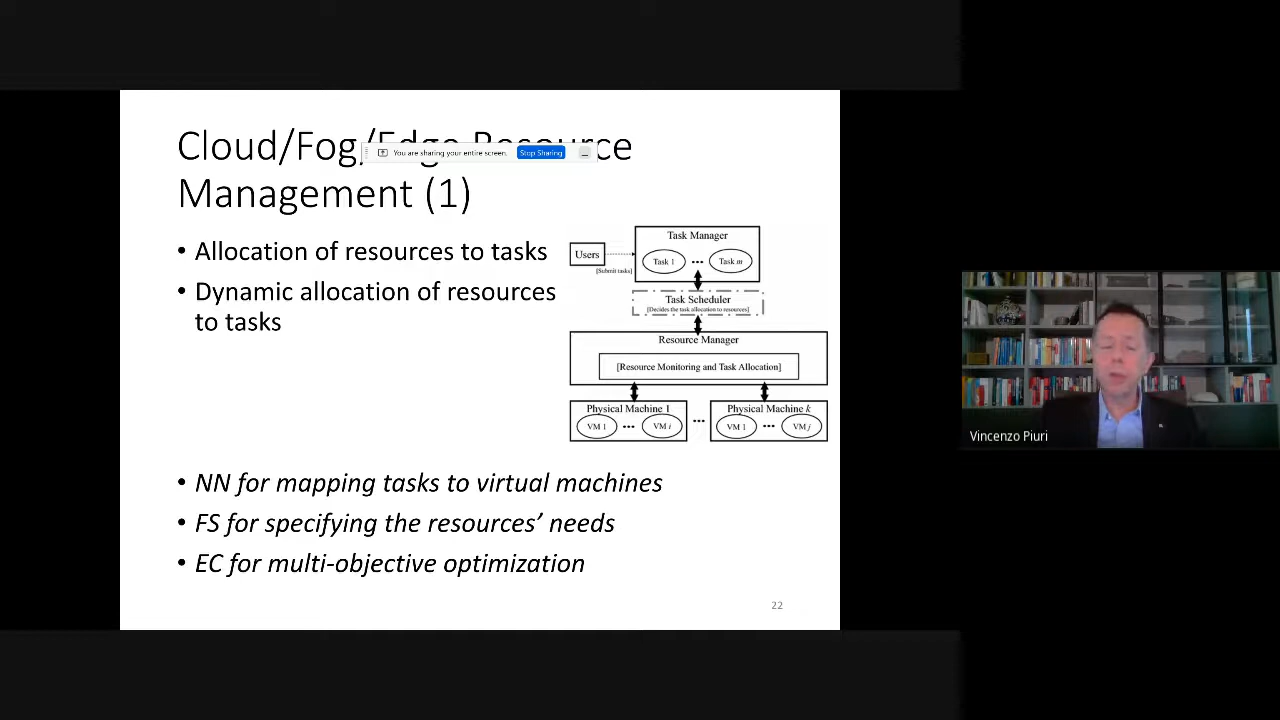 Cloud/Fog/Edge Resource
You are sharing your entire screen. Stop Sharing
Management (1)
• Allocation of resources to tasks
• Dynamic allocation of resources
to tasks
Task Manager
Users
Task 1 ••• Task m
[Submit tasks]
Task Scheduler
[Decides the task allocation to resources]
Resource Manager
[Resource Monitoring and Task Allocation]
Physical Machine 1
VM 1 ••• VM i
•••
Physical Machine k
VM 1 ••• VM j
• NN for mapping tasks to virtual machines
• FS for specifying the resources’ needs
• EC for multi-objective optimization
22
Vincenzo Piuri